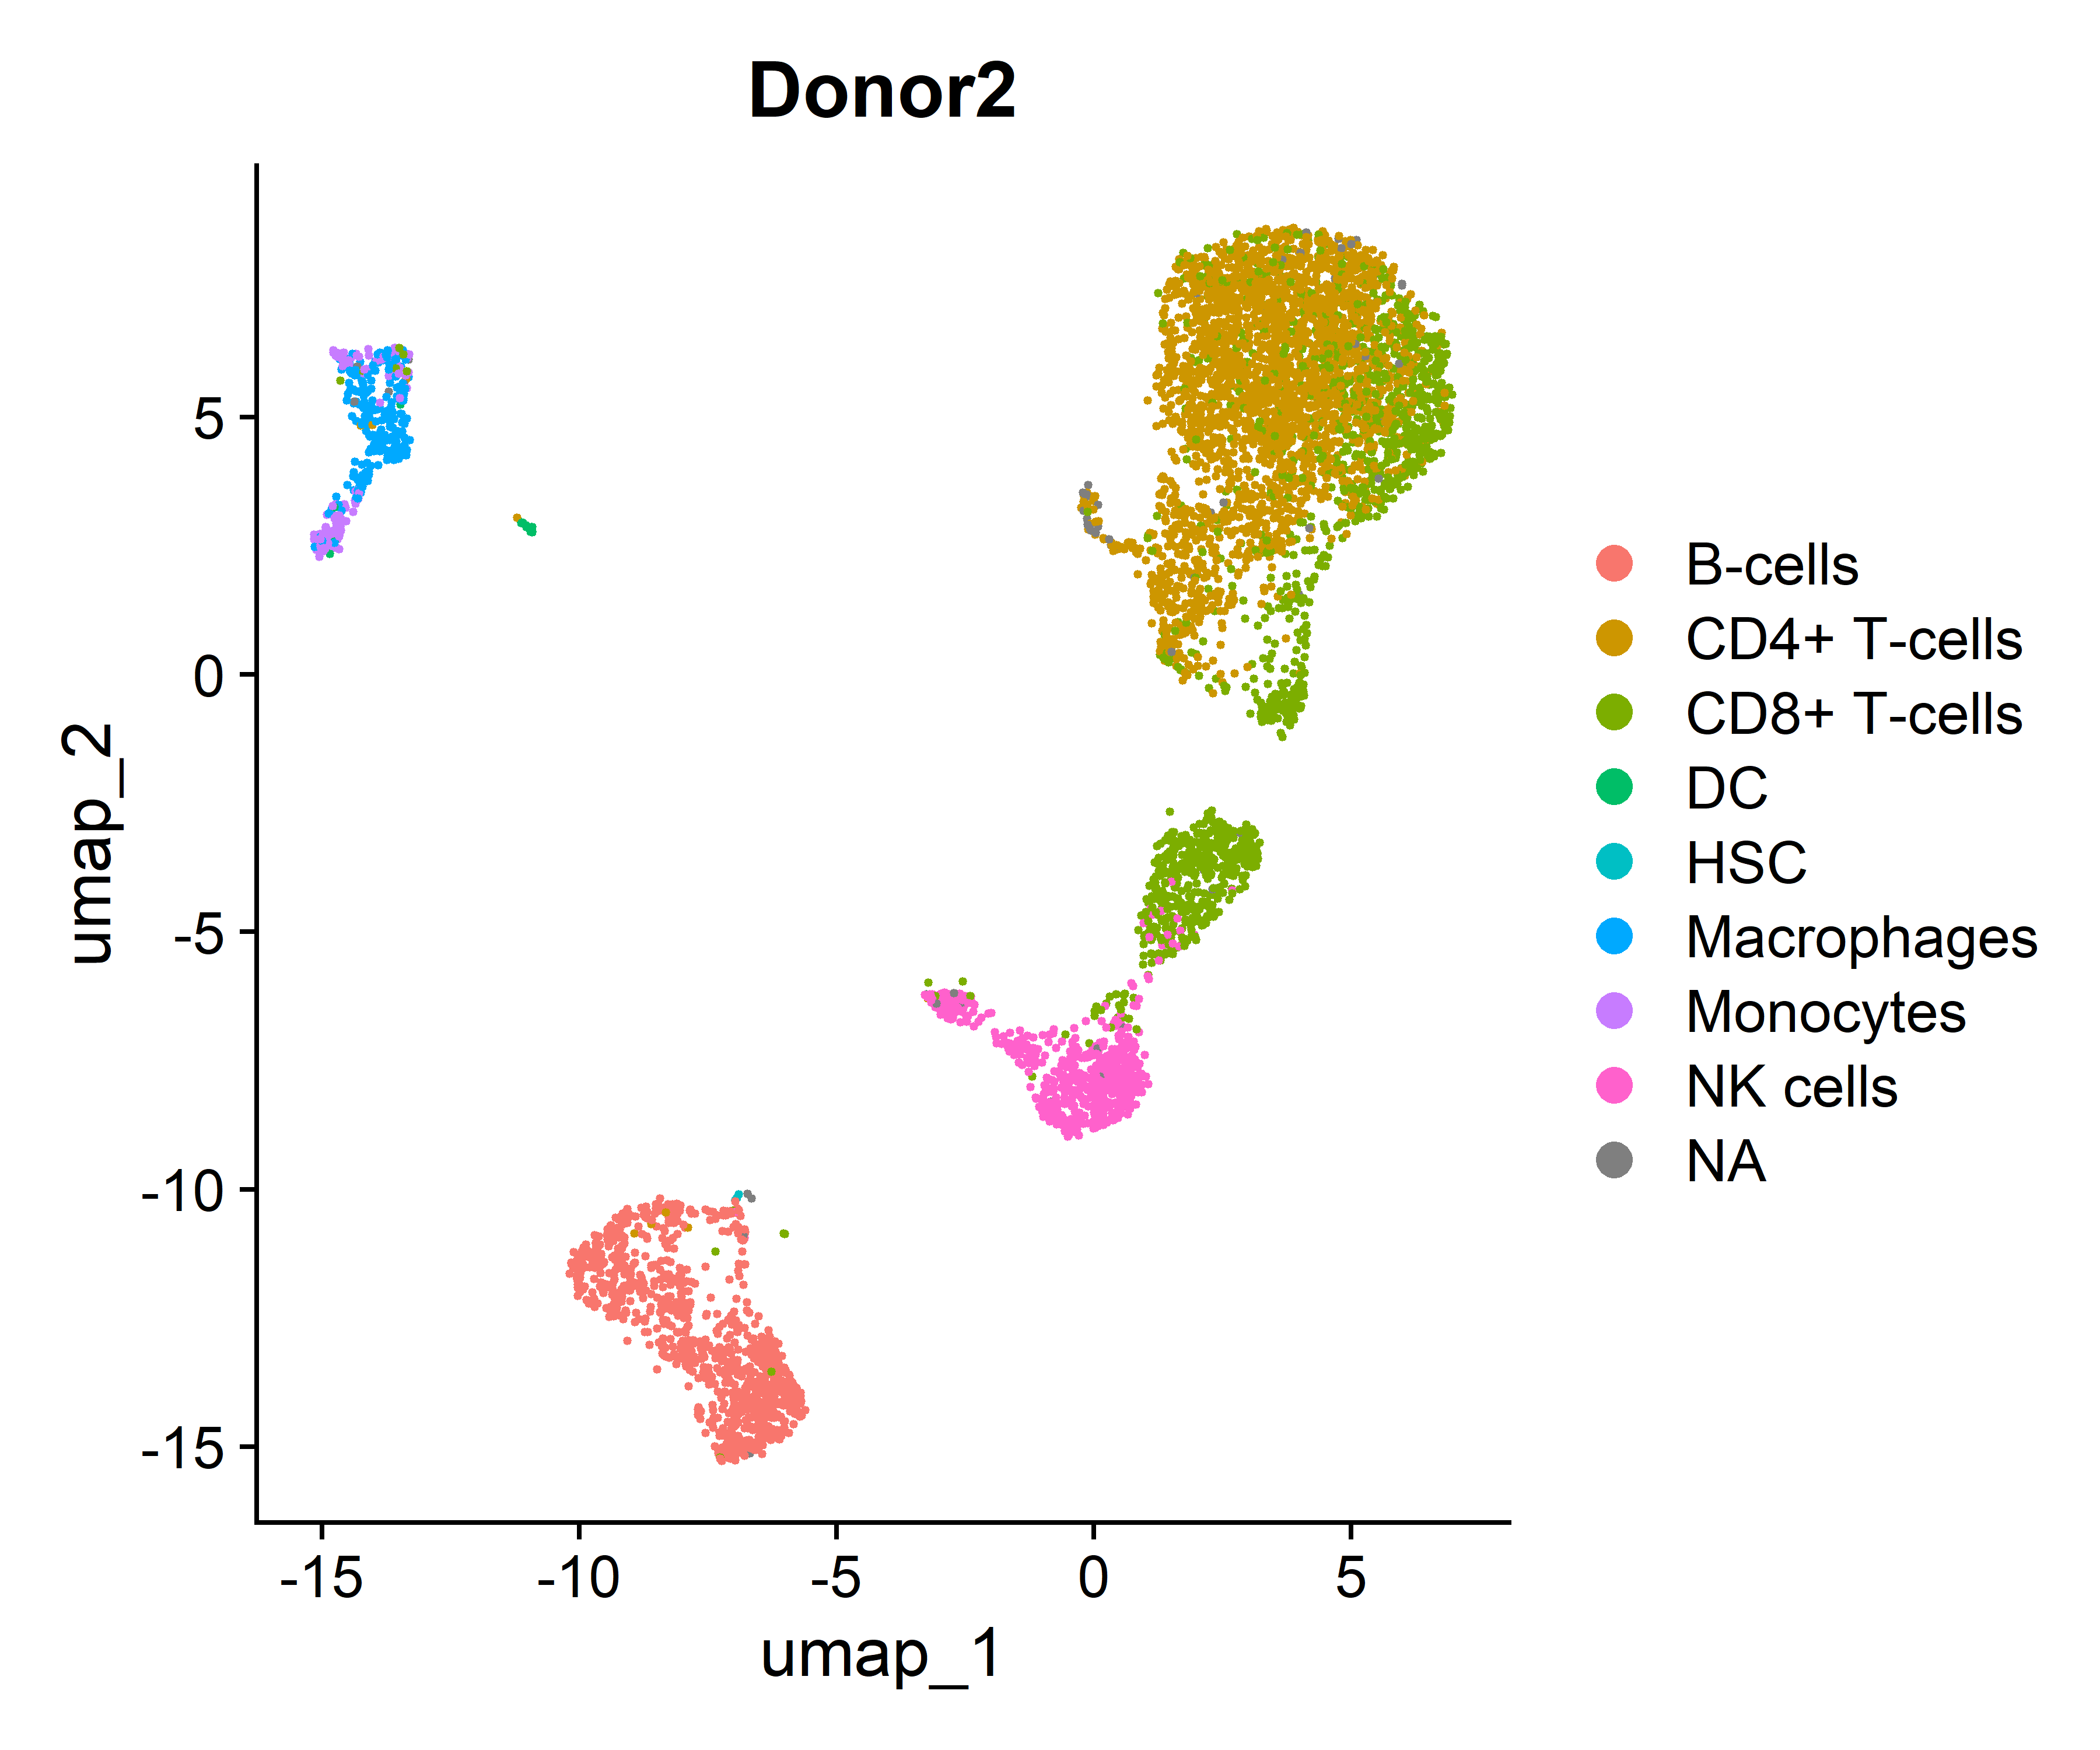 Donor2
umap_2
5
0
-5
-10
-15
-15
-10
-5
0
5
umap_1
B-cells
CD4+ T-cells
CD8+ T-cells
DC
HSC
Macrophages
Monocytes
NK cells
NA